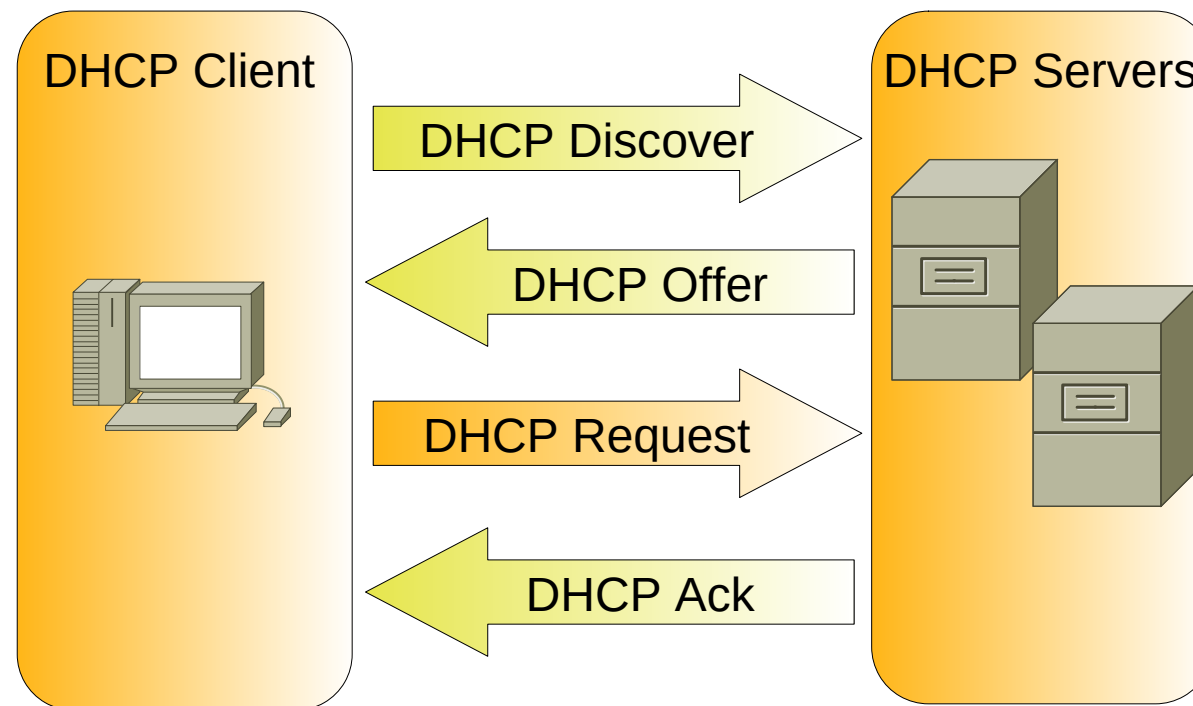 DHCP Client
DHCP Servers
DHCP Discover
DHCP Offer
DHCP Request
DHCP Ack